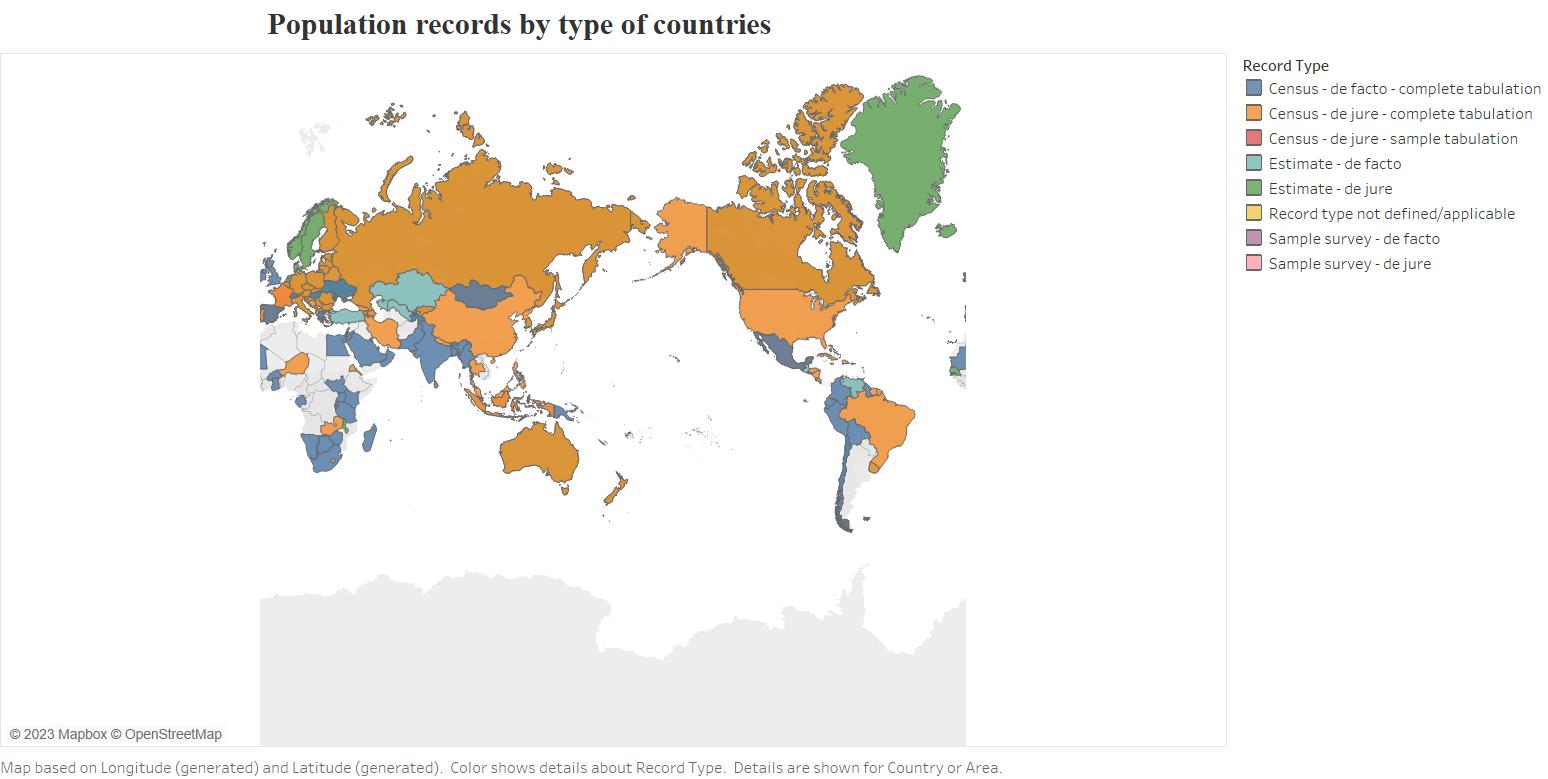 Population records by type of countries
Record Type
Census - de facto - complete tabulation
Census - de jure - complete tabulation
Census - de jure - sample tabulation
Estimate - de facto
Estimate - de jure
Record type not defined/applicable
Sample survey - de facto
Sample survey - de jure
© 2023 Mapbox © OpenStreetMap
Map based on Longitude (generated) and Latitude (generated).  Color shows details about Record Type.  Details are shown for Country or Area.